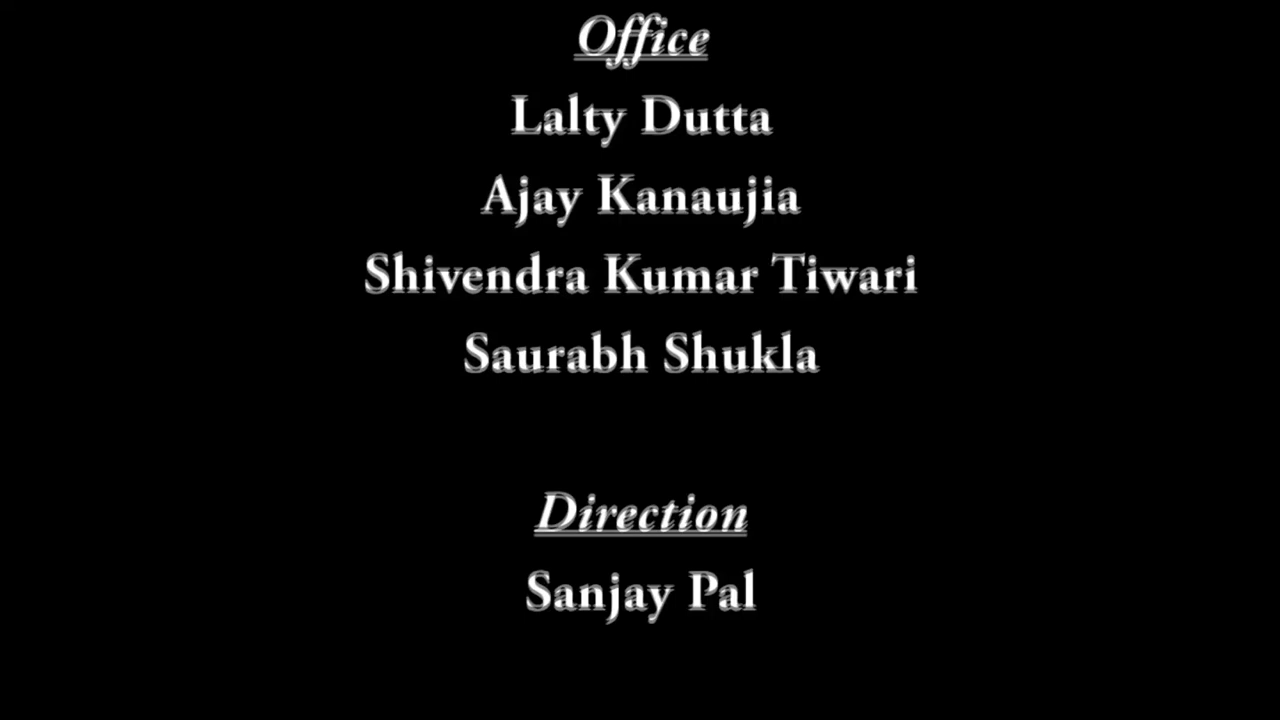 Office
Lalty Dutta
Ajay Kanaujia
Shivendra Kumar Tiwari
Saurabh Shukla
Direction
Sanjay Pal